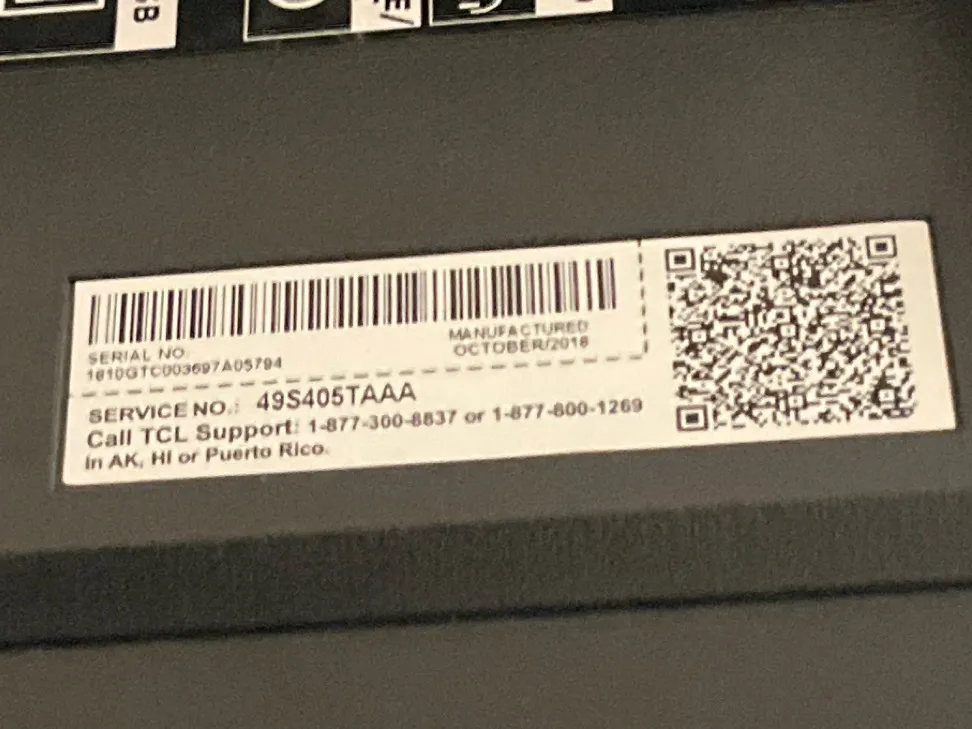 SB
E/
SERIAL NO.
1810GTC003697A05794
MANUFACTURED
OCTOBER/2018
SERVICE NO.: 49S405TAAA
Call TCL Support: 1-877-300-8837 or 1-877-800-1269
in AK, HI or Puerto Rico.